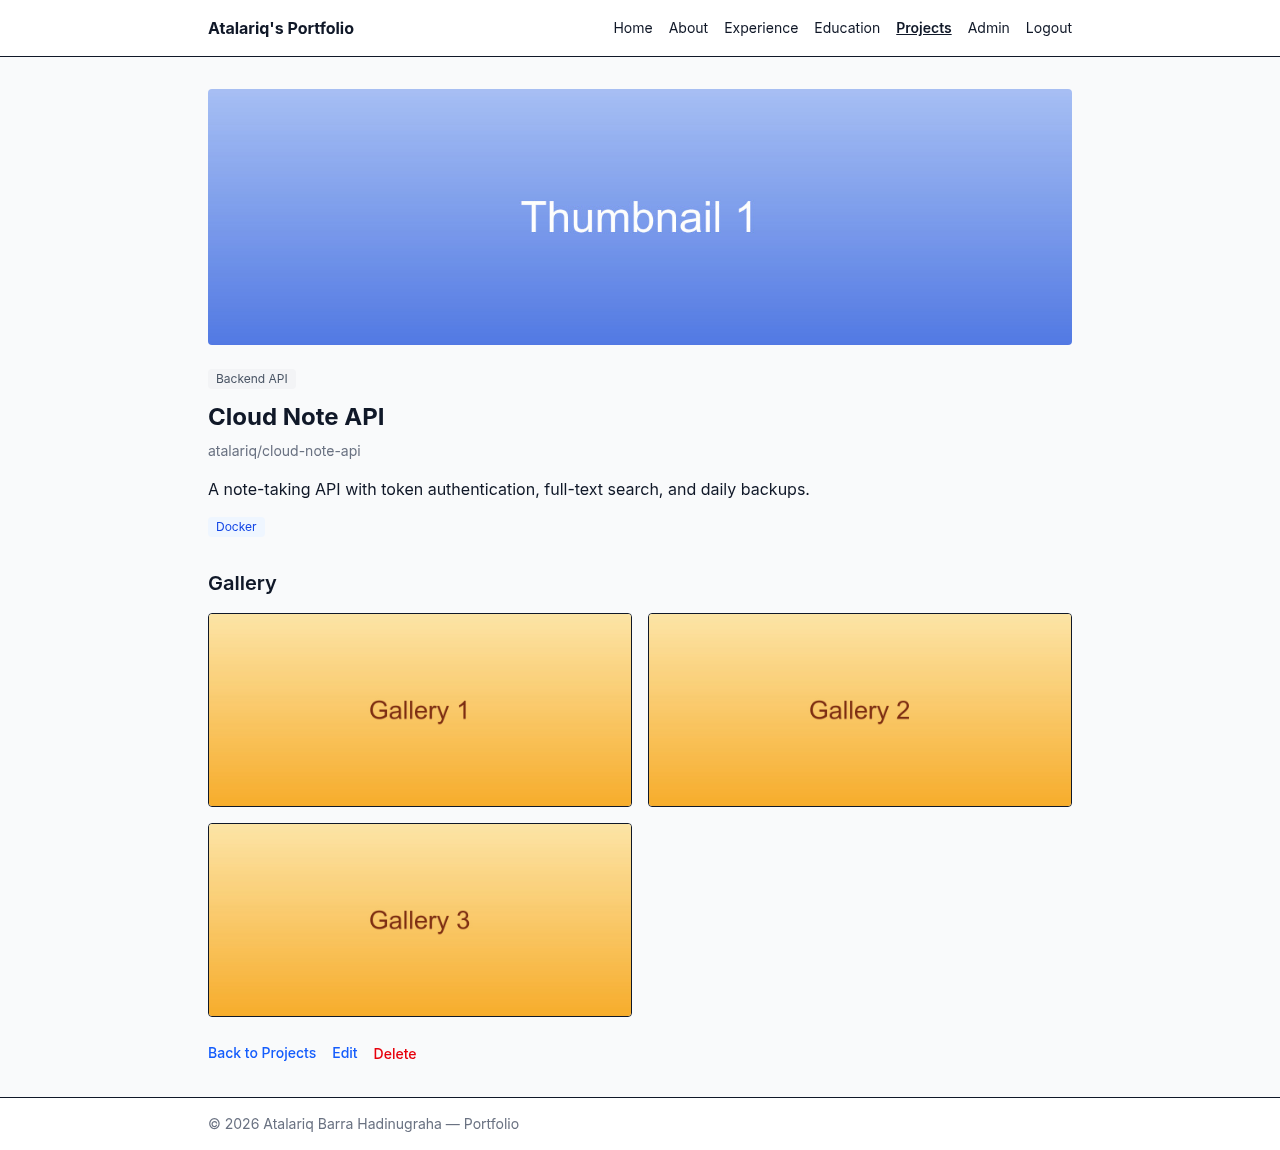 Atalariq's Portfolio
Home About Experience Education Projects Admin Logout
Thumbnail 1
Backend API
Cloud Note API
atalariq/cloud-note-api
A note-taking API with token authentication, full-text search, and daily backups.
Docker
Gallery
Gallery 1
Gallery 2
Gallery 3
Back to Projects Edit Delete
© 2026 Atalariq Barra Hadinugraha — Portfolio